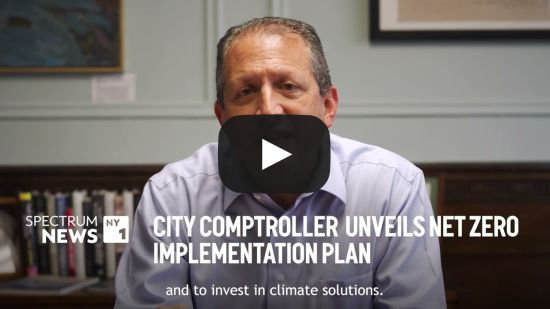 SPECTRUM
NEWS NY 1
CITY COMPTROLLER UNVEILS NET ZERO
IMPLEMENTATION PLAN
and to invest in climate solutions.